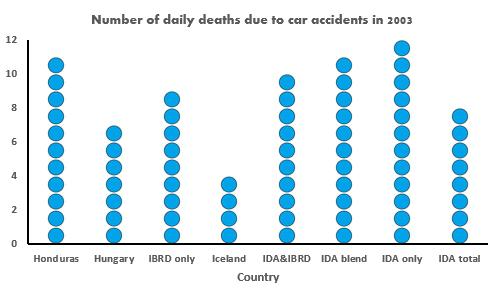 Number of daily deaths due to car accidents in 2003
12
10
8
6
4
2
0
Honduras Hungary IBRD only Iceland IDA&IBRD IDA blend IDA only IDA total
Country